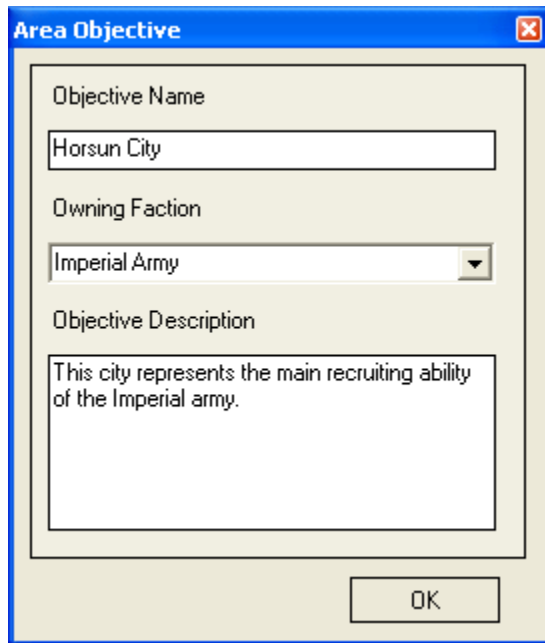 Area Objective
Objective Name
Horsun City
Owning Faction
Imperial Army
Objective Description
This city represents the main recruiting ability
of the Imperial army.
OK